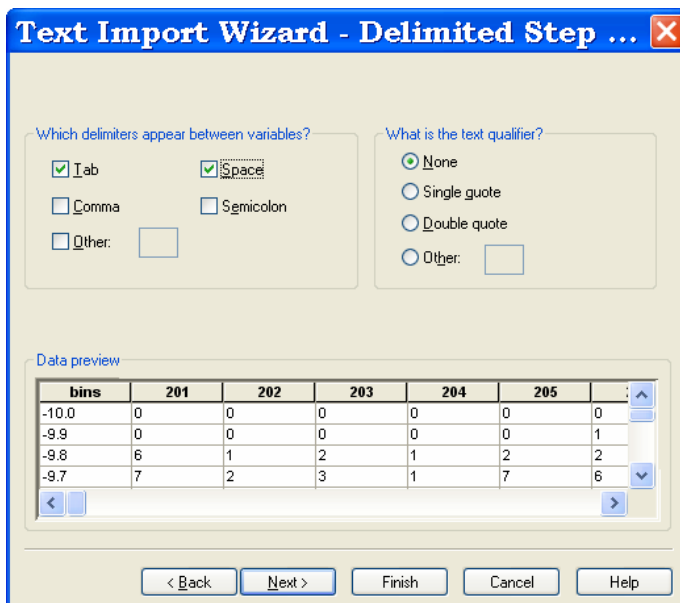 Text Import Wizard - Delimited Step ...
Which delimiters appear between variables?
Tab
Space
Comma
Semicolon
Other:
What is the text qualifier?
None
Single quote
Double quote
Other:
Data preview
bins 201 202 203 204 205
-10.0 0 0 0 0 0 0
-9.9 0 0 0 0 0 1
-9.8 6 1 2 1 2 2
-9.7 7 2 3 1 7 6
< Back Next > Finish Cancel Help